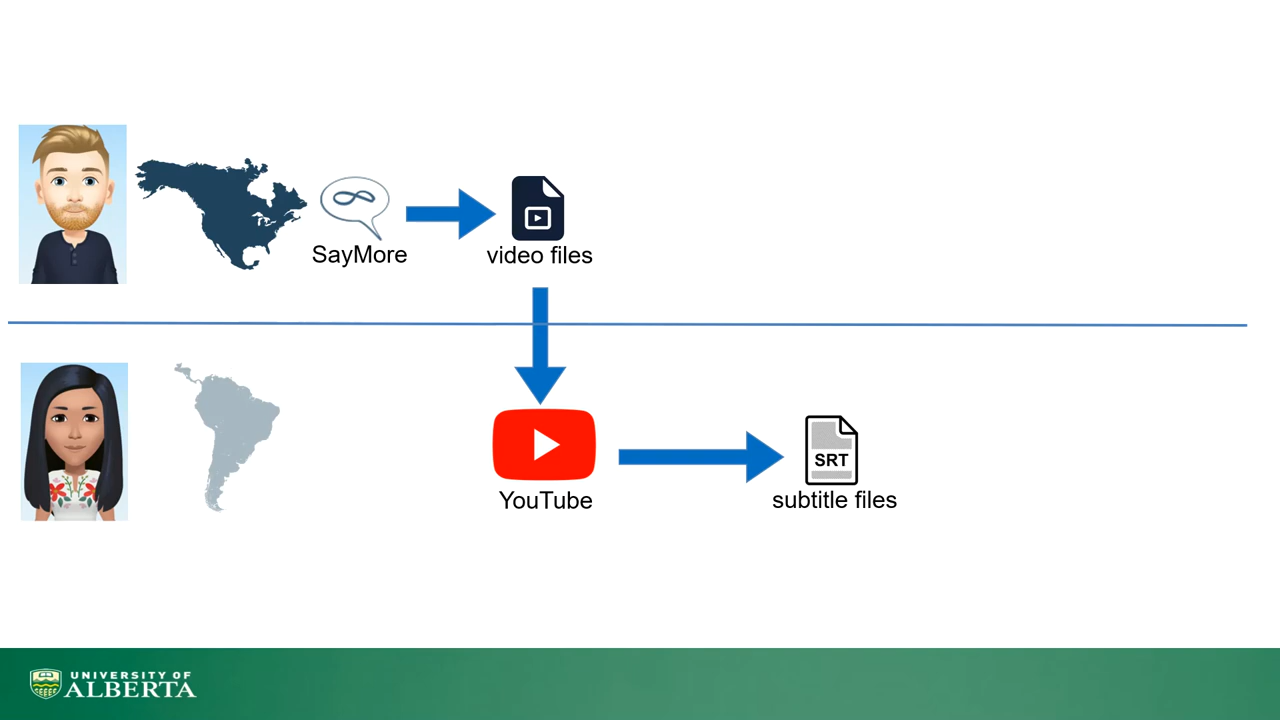 SayMore
video files
YouTube
SRT
subtitle files
UNIVERSITY OF
ALBERTA